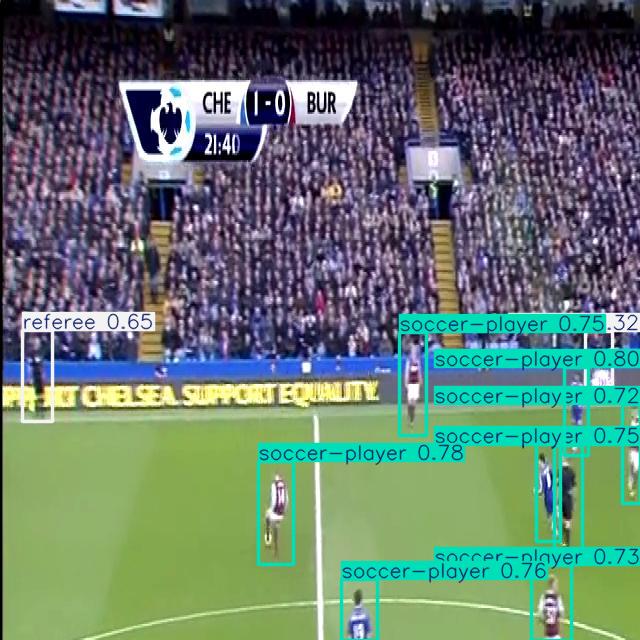 CHE 1-0 BUR
21:40
referee 0.65
soccer-player 0.75
.32
soccer-player 0.80
ORT CHELSEA. SUPPORT EQUALITY.
soccer-player 0.72
soccer-player 0.75
soccer-player 0.78
soccer-player 0.73
soccer-player 0.76